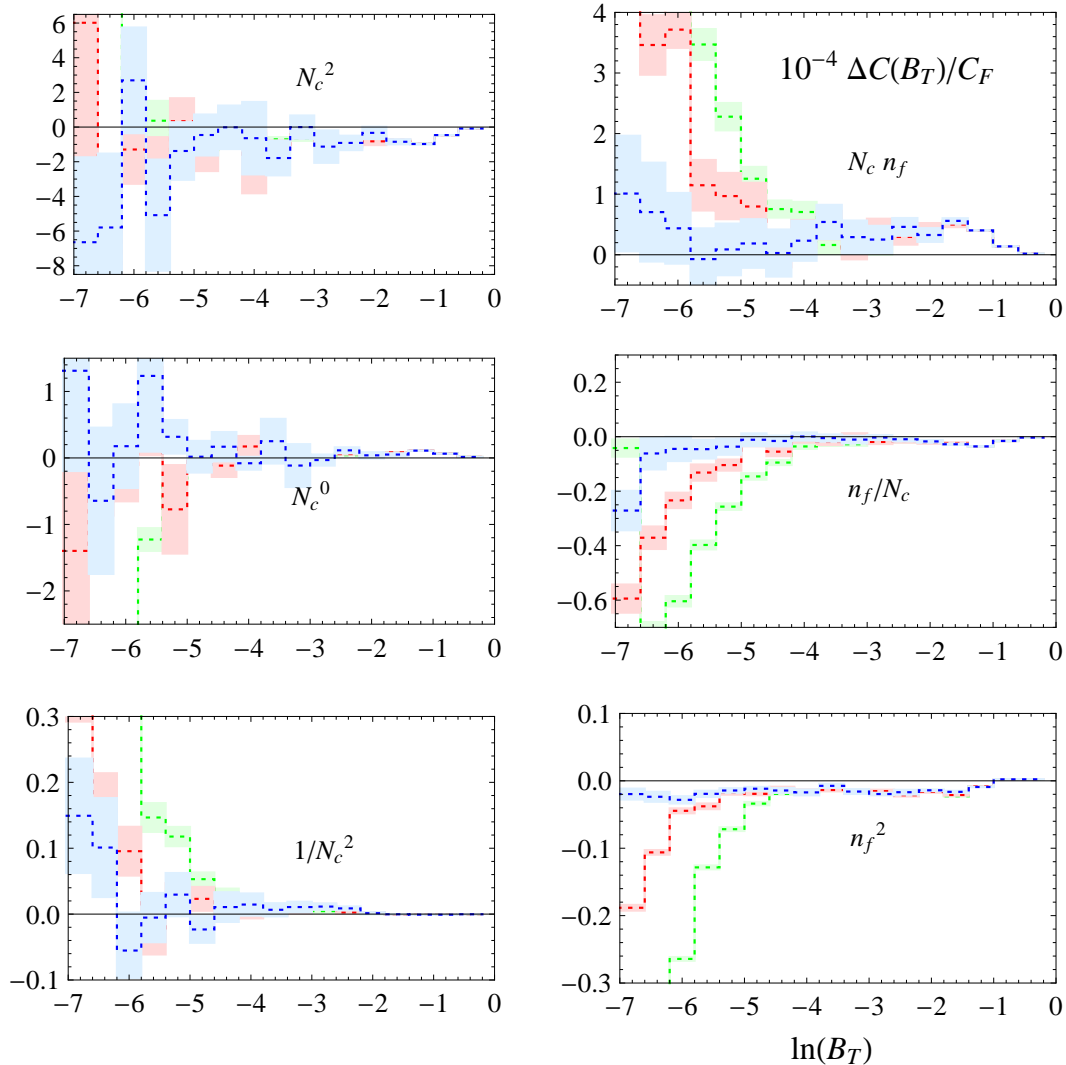 6
4
2
0
−2
−4
−6
−8
N_c^2
−7 −6 −5 −4 −3 −2 −1 0
4
3
2
1
0
10^{−4} ΔC(B_T)/C_F
N_c n_f
−7 −6 −5 −4 −3 −2 −1 0
1
0
−1
−2
N_c^0
−7 −6 −5 −4 −3 −2 −1 0
0.2
0.0
−0.2
−0.4
−0.6
n_f/N_c
−7 −6 −5 −4 −3 −2 −1 0
0.3
0.2
0.1
0.0
−0.1
1/N_c^2
−7 −6 −5 −4 −3 −2 −1 0
0.1
0.0
−0.1
−0.2
−0.3
n_f^2
−7 −6 −5 −4 −3 −2 −1 0
ln(B_T)